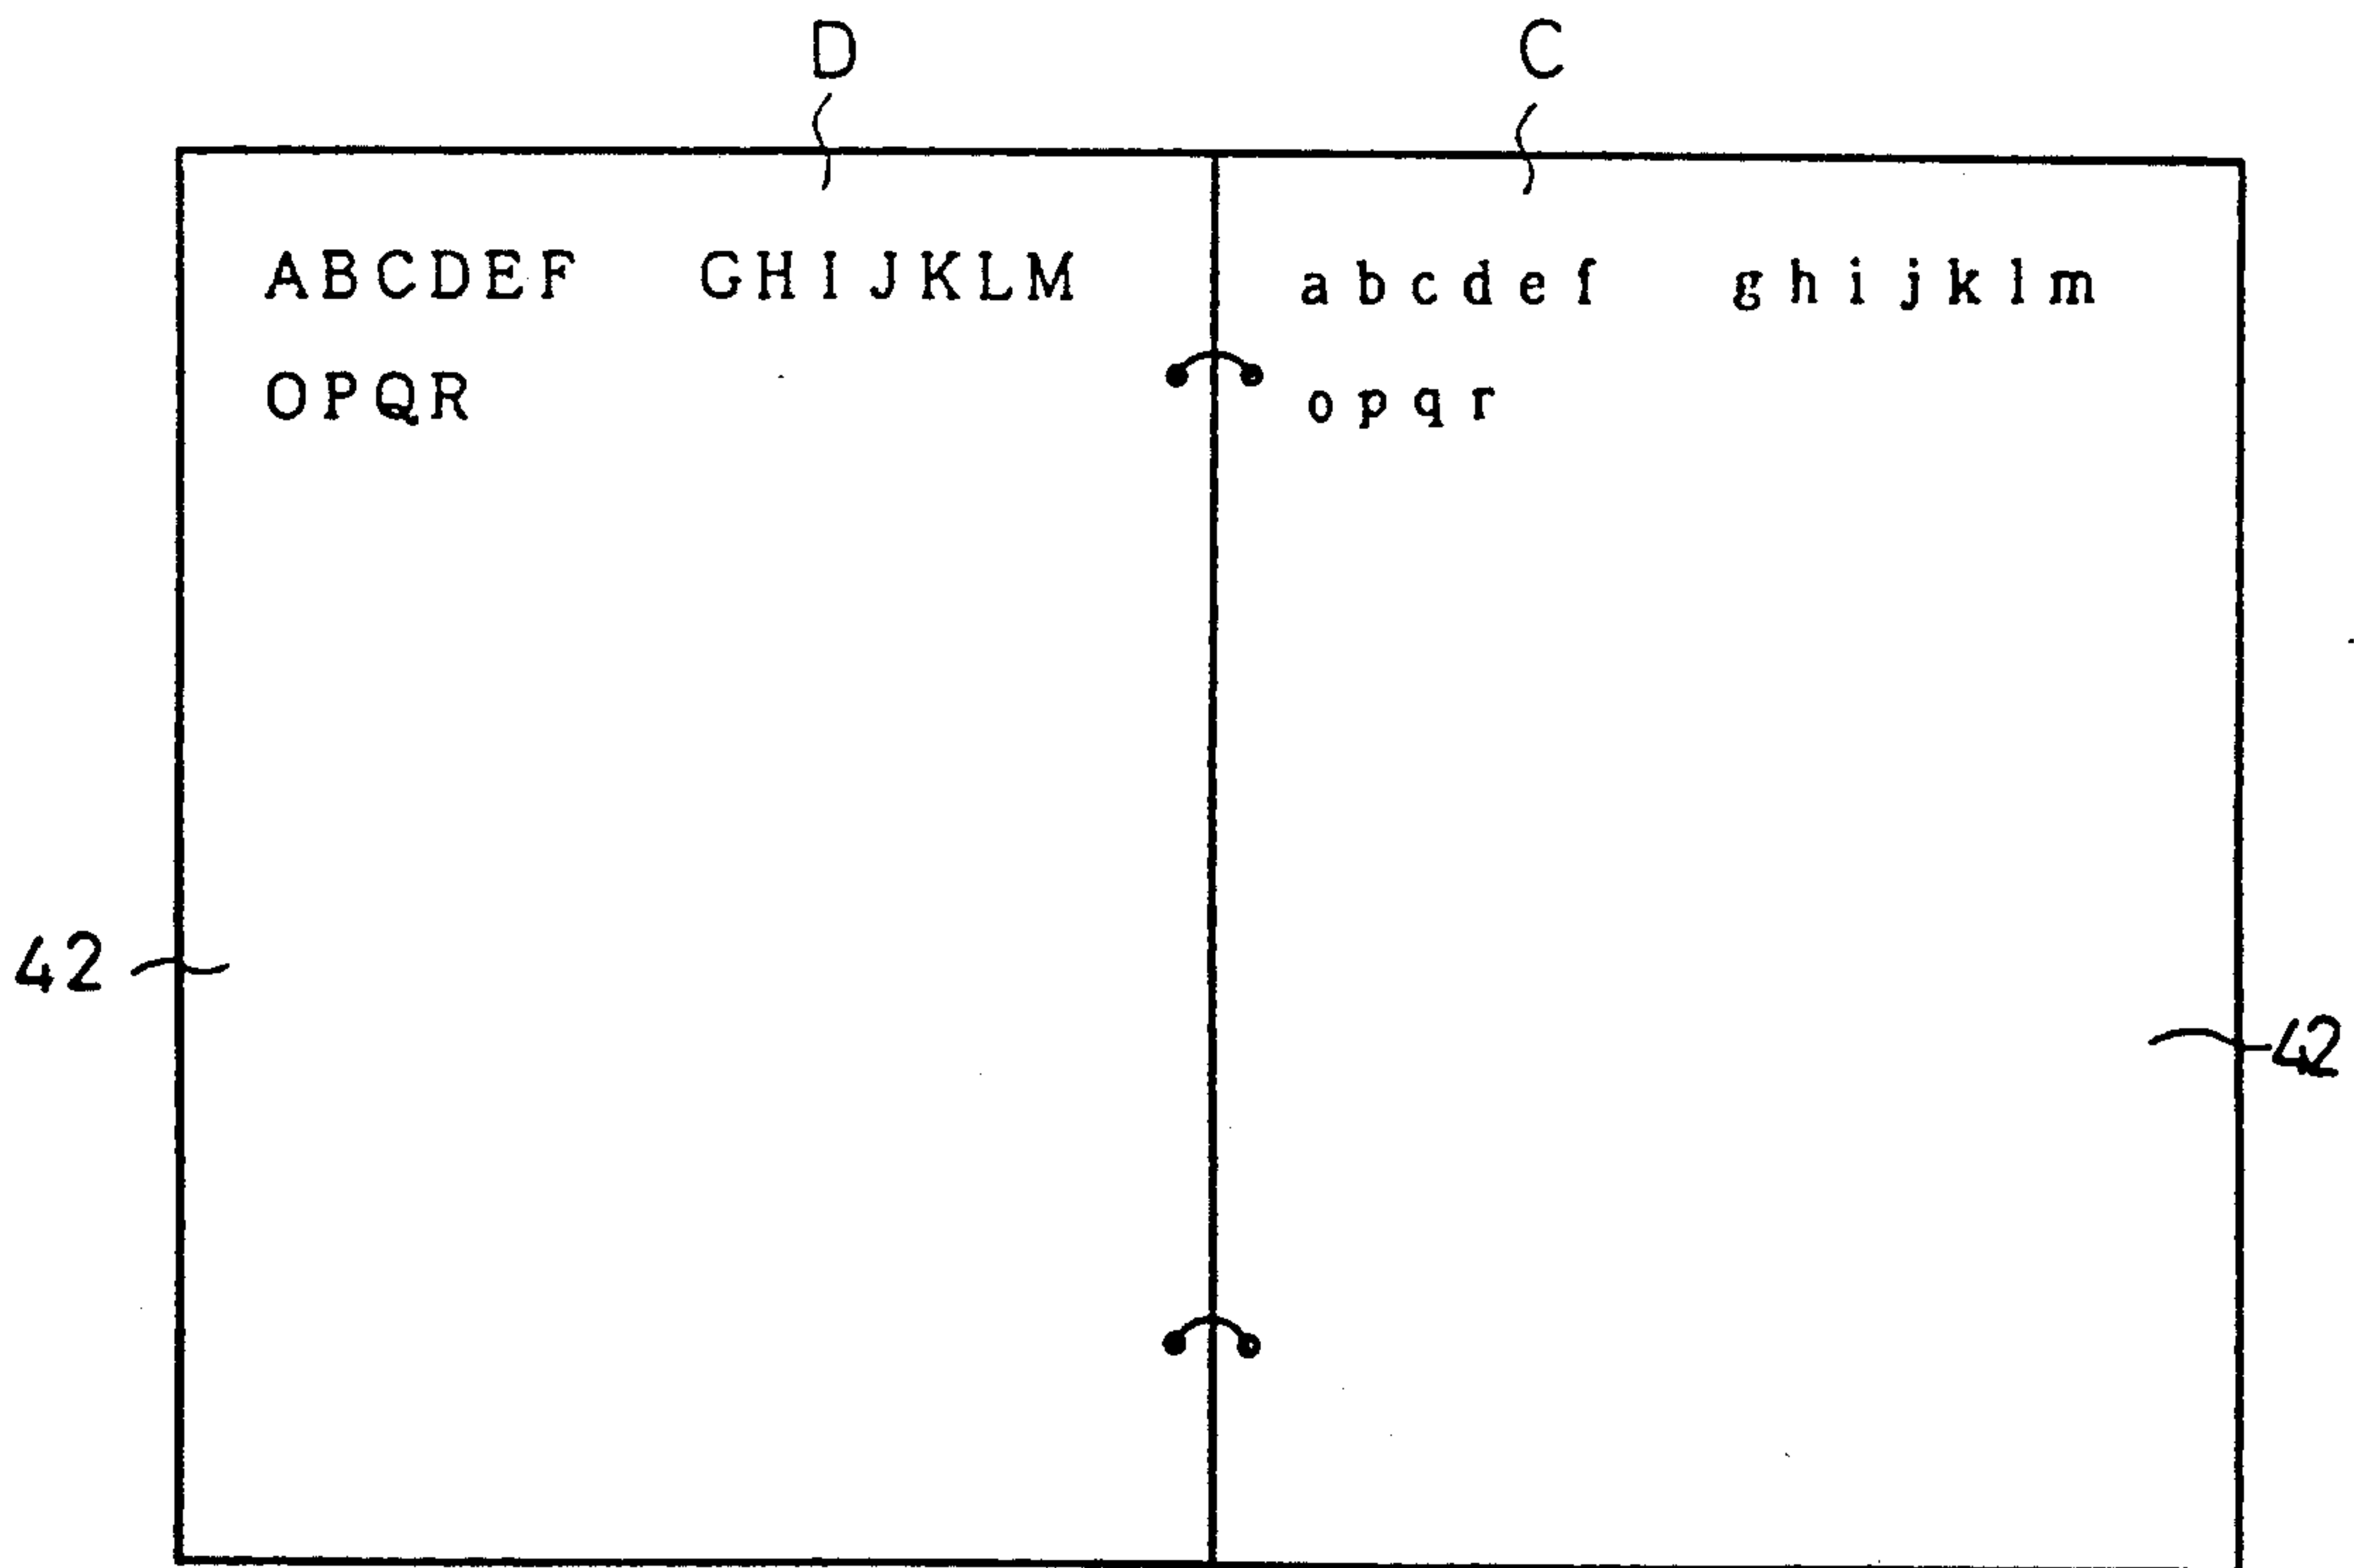 D
C
ABCDEF GHIJKLM
OPQR
abcdef ghijklm
opqr
42
42